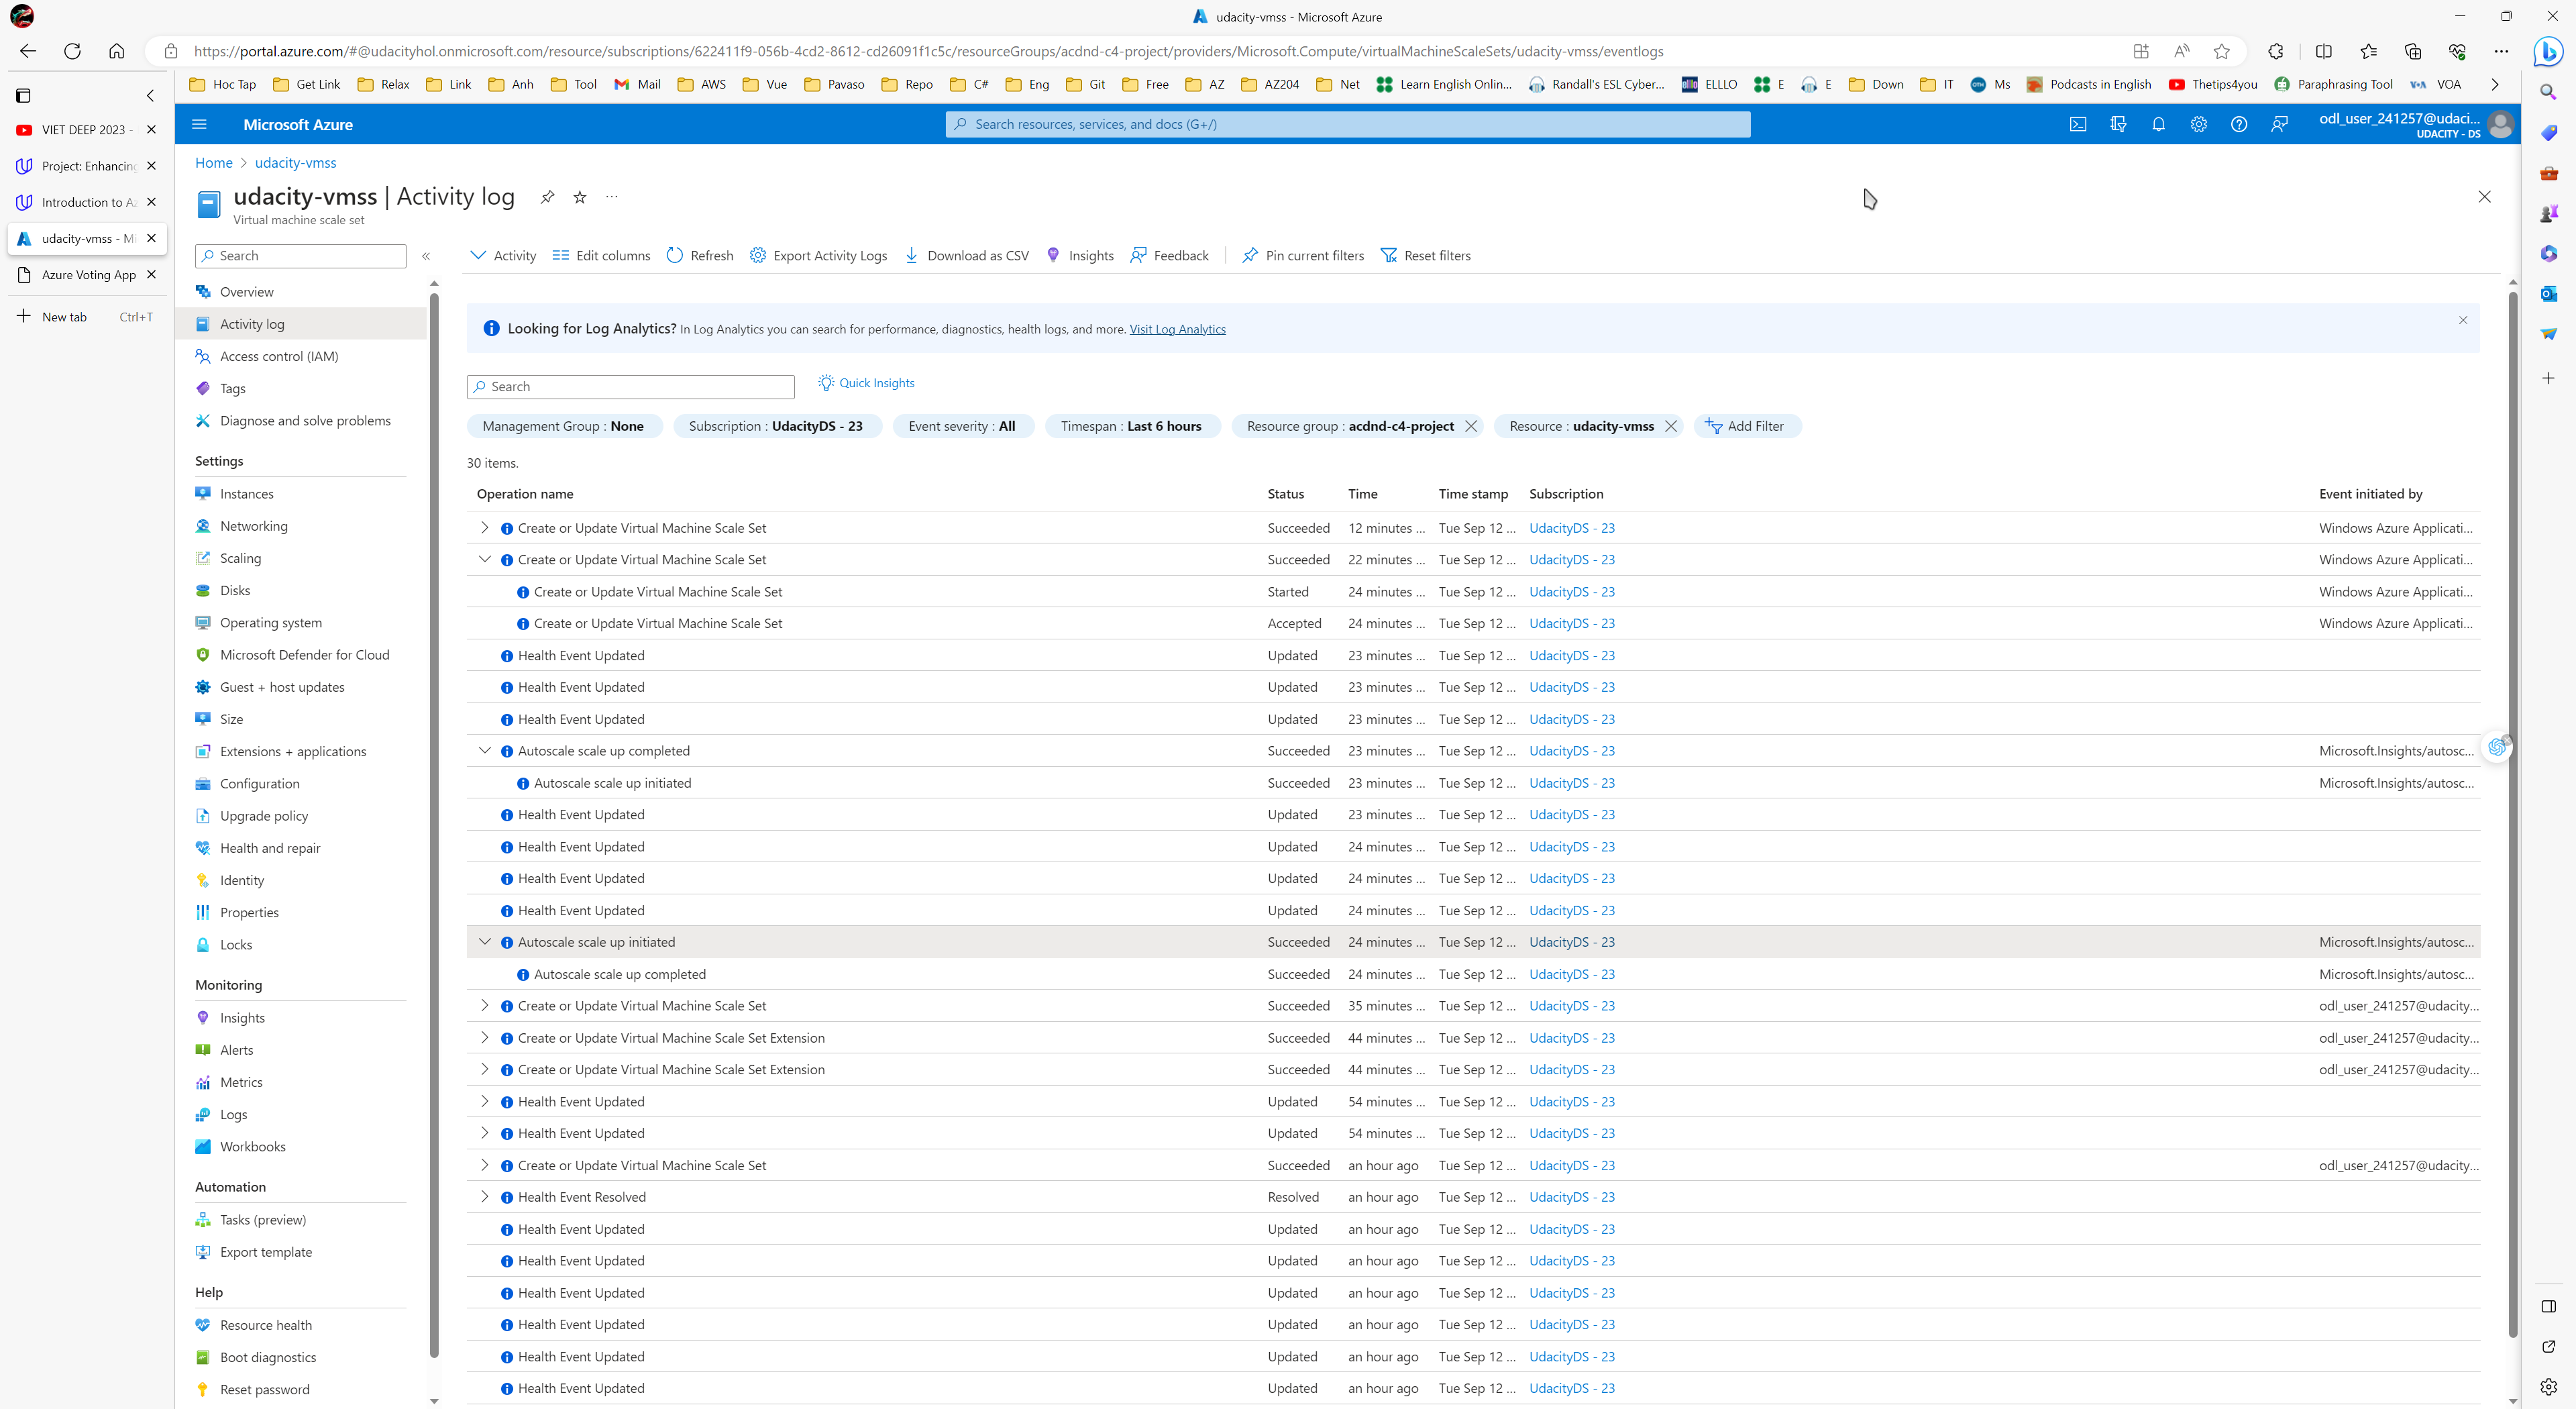 udacity-vmss - Microsoft Azure
https://portal.azure.com/#@udacityhol.onmicrosoft.com/resource/subscriptions/622411f9-056b-4cd2-8612-cd26091f1c5c/resourceGroups/acdnd-c4-project/providers/Microsoft.Compute/virtualMachineScaleSets/udacity-vmss/eventlogs
Hoc Tap Get Link Relax Link Anh Tool Mail AWS Vue Pavaso Repo C# Eng Git Free AZ AZ204 Net Learn English Onlin... Randall's ESL Cyber... ELLLO E E Down IT Ms Podcasts in English Thetips4you Paraphrasing Tool VOA
VIET DEEP 2023 -
Project: Enhancing
Introduction to Az
udacity-vmss - Mi
Azure Voting App
New tab Ctrl+T
Microsoft Azure
Search resources, services, and docs (G+/)
odl_user_241257@udaci...
UDACITY - DS
Home > udacity-vmss
udacity-vmss | Activity log
Virtual machine scale set
Search
Overview
Activity log
Access control (IAM)
Tags
Diagnose and solve problems
Settings
Instances
Networking
Scaling
Disks
Operating system
Microsoft Defender for Cloud
Guest + host updates
Size
Extensions + applications
Configuration
Upgrade policy
Health and repair
Identity
Properties
Locks
Monitoring
Insights
Alerts
Metrics
Logs
Workbooks
Automation
Tasks (preview)
Export template
Help
Resource health
Boot diagnostics
Reset password
Activity Edit columns Refresh Export Activity Logs Download as CSV Insights Feedback Pin current filters Reset filters
Looking for Log Analytics? In Log Analytics you can search for performance, diagnostics, health logs, and more. Visit Log Analytics
Search Quick Insights
Management Group : None Subscription : UdacityDS - 23 Event severity : All Timespan : Last 6 hours Resource group : acdnd-c4-project Resource : udacity-vmss Add Filter
30 items.
Operation name Status Time Time stamp Subscription Event initiated by
Create or Update Virtual Machine Scale Set Succeeded 12 minutes ... Tue Sep 12 ... UdacityDS - 23 Windows Azure Applicati...
Create or Update Virtual Machine Scale Set Succeeded 22 minutes ... Tue Sep 12 ... UdacityDS - 23 Windows Azure Applicati...
Create or Update Virtual Machine Scale Set Started 24 minutes ... Tue Sep 12 ... UdacityDS - 23 Windows Azure Applicati...
Create or Update Virtual Machine Scale Set Accepted 24 minutes ... Tue Sep 12 ... UdacityDS - 23 Windows Azure Applicati...
Health Event Updated Updated 23 minutes ... Tue Sep 12 ... UdacityDS - 23
Health Event Updated Updated 23 minutes ... Tue Sep 12 ... UdacityDS - 23
Health Event Updated Updated 23 minutes ... Tue Sep 12 ... UdacityDS - 23
Autoscale scale up completed Succeeded 23 minutes ... Tue Sep 12 ... UdacityDS - 23 Microsoft.Insights/autosc...
Autoscale scale up initiated Succeeded 23 minutes ... Tue Sep 12 ... UdacityDS - 23 Microsoft.Insights/autosc...
Health Event Updated Updated 23 minutes ... Tue Sep 12 ... UdacityDS - 23
Health Event Updated Updated 24 minutes ... Tue Sep 12 ... UdacityDS - 23
Health Event Updated Updated 24 minutes ... Tue Sep 12 ... UdacityDS - 23
Health Event Updated Updated 24 minutes ... Tue Sep 12 ... UdacityDS - 23
Autoscale scale up initiated Succeeded 24 minutes ... Tue Sep 12 ... UdacityDS - 23 Microsoft.Insights/autosc...
Autoscale scale up completed Succeeded 24 minutes ... Tue Sep 12 ... UdacityDS - 23 Microsoft.Insights/autosc...
Create or Update Virtual Machine Scale Set Succeeded 35 minutes ... Tue Sep 12 ... UdacityDS - 23 odl_user_241257@udacity...
Create or Update Virtual Machine Scale Set Extension Succeeded 44 minutes ... Tue Sep 12 ... UdacityDS - 23 odl_user_241257@udacity...
Create or Update Virtual Machine Scale Set Extension Succeeded 44 minutes ... Tue Sep 12 ... UdacityDS - 23 odl_user_241257@udacity...
Health Event Updated Updated 54 minutes ... Tue Sep 12 ... UdacityDS - 23
Health Event Updated Updated 54 minutes ... Tue Sep 12 ... UdacityDS - 23
Create or Update Virtual Machine Scale Set Succeeded an hour ago Tue Sep 12 ... UdacityDS - 23 odl_user_241257@udacity...
Health Event Resolved Resolved an hour ago Tue Sep 12 ... UdacityDS - 23
Health Event Updated Updated an hour ago Tue Sep 12 ... UdacityDS - 23
Health Event Updated Updated an hour ago Tue Sep 12 ... UdacityDS - 23
Health Event Updated Updated an hour ago Tue Sep 12 ... UdacityDS - 23
Health Event Updated Updated an hour ago Tue Sep 12 ... UdacityDS - 23
Health Event Updated Updated an hour ago Tue Sep 12 ... UdacityDS - 23
Health Event Updated Updated an hour ago Tue Sep 12 ... UdacityDS - 23